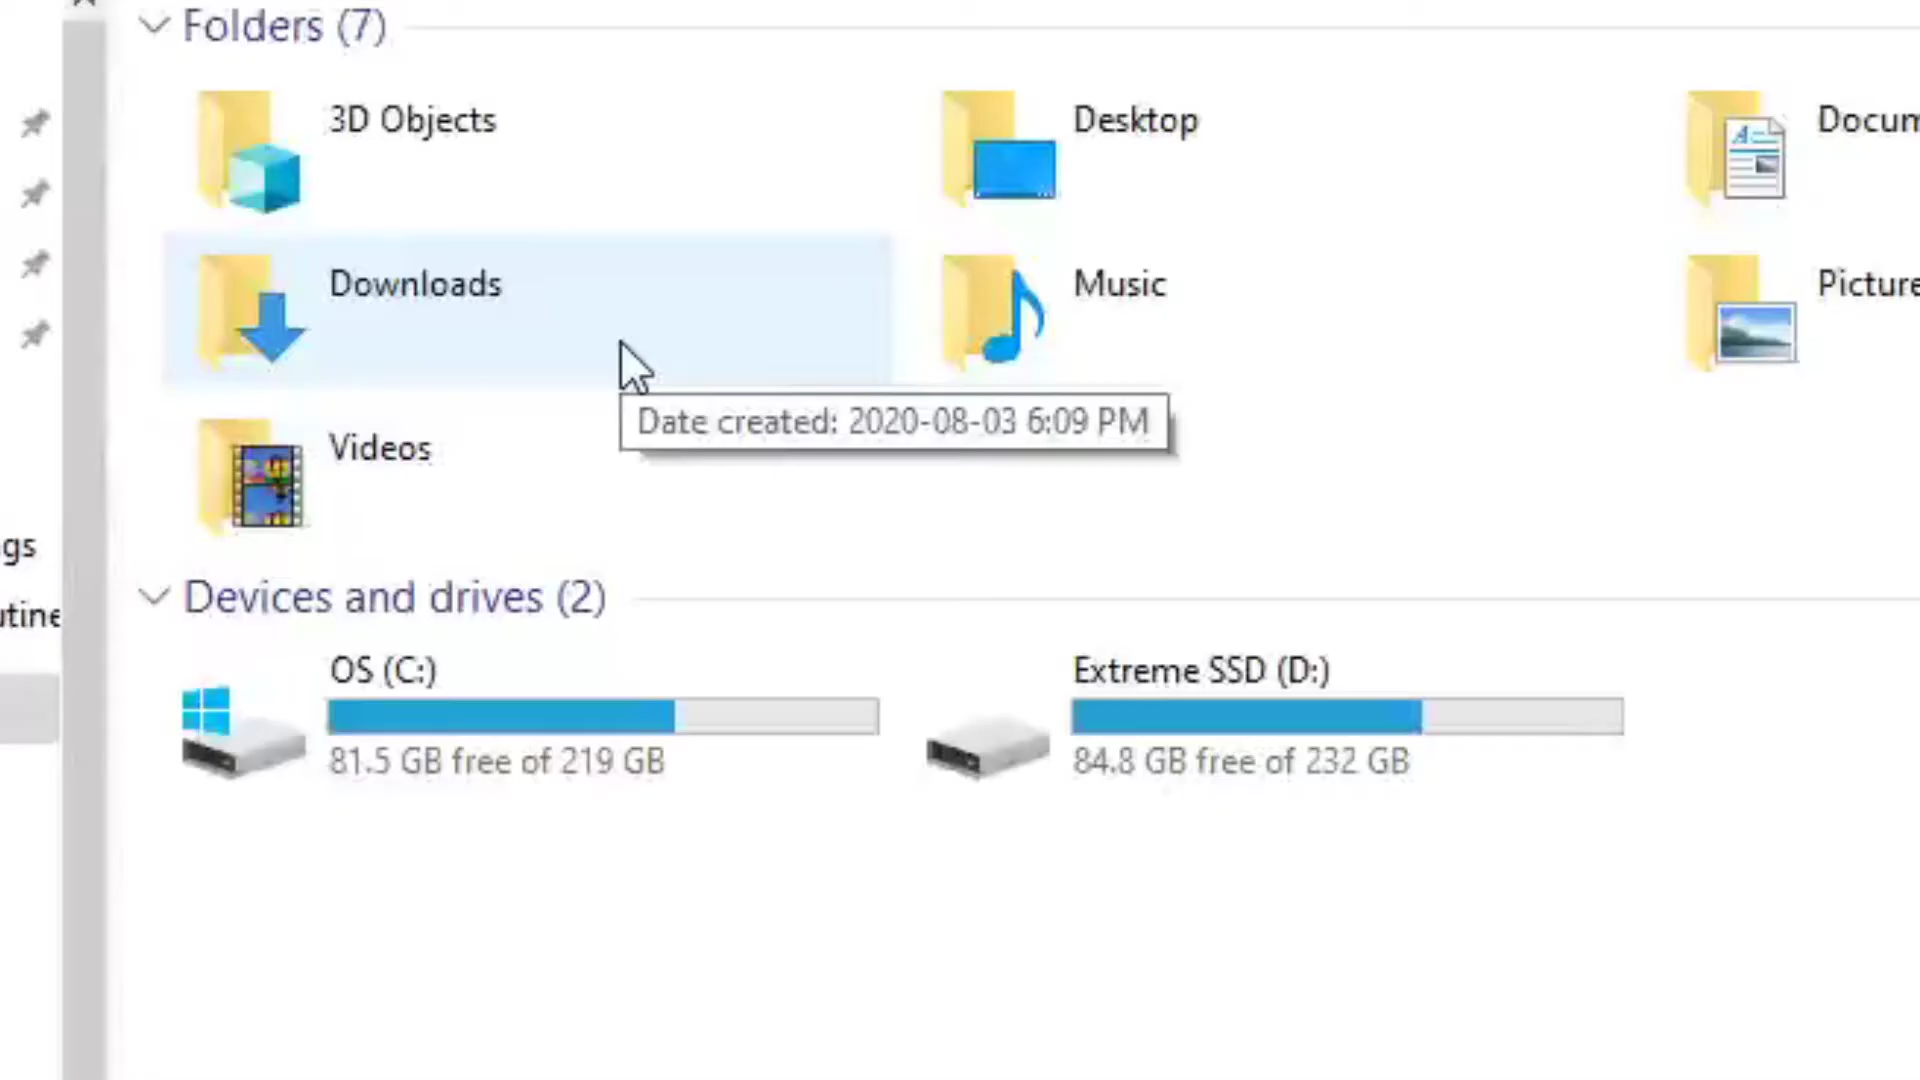 Folders (7)
3D Objects
Desktop
Docum
Downloads
Music
Picture
Date created: 2020-08-03 6:09 PM
Videos
gs
utine
Devices and drives (2)
OS (C:)
Extreme SSD (D:)
81.5 GB free of 219 GB
84.8 GB free of 232 GB